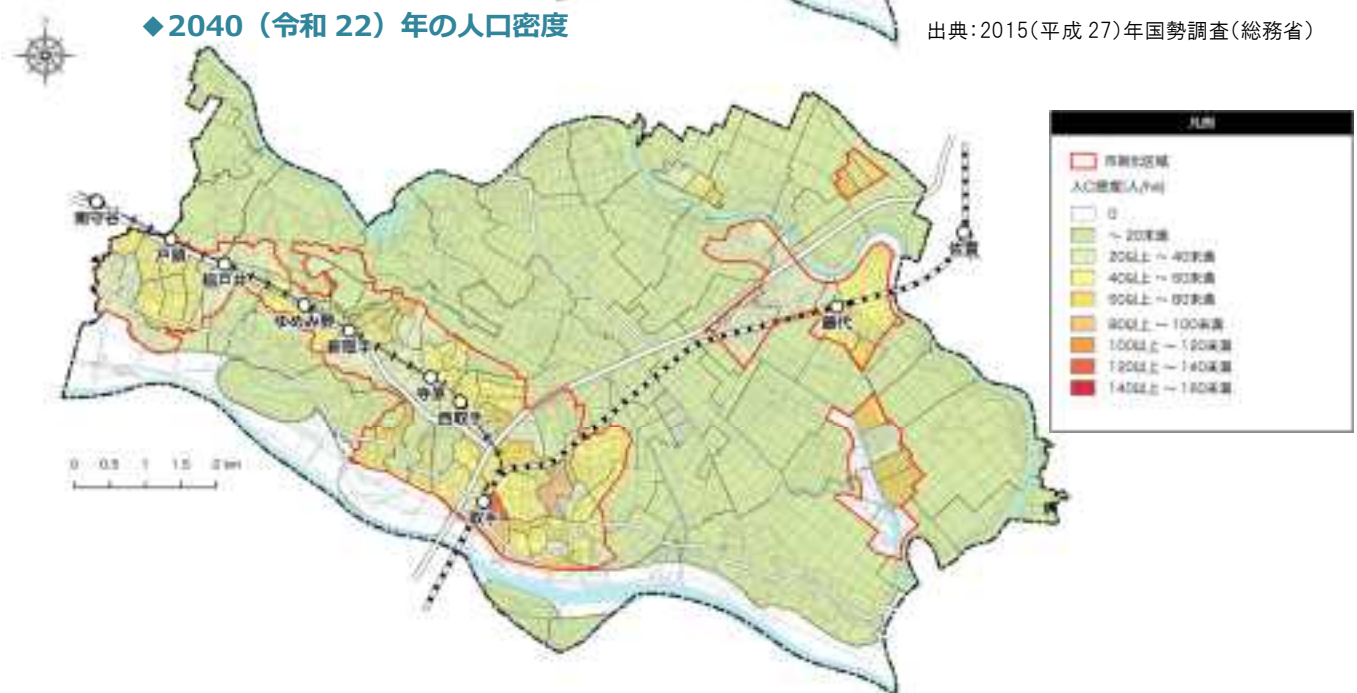 ◆2040（令和 22）年の人口密度
出典：2015（平成 27）年国勢調査（総務省）
凡例
市街化区域
人口密度(人/ha)
0
～ 20未満
20以上 ～ 40未満
40以上 ～ 60未満
60以上 ～ 80未満
80以上 ～ 100未満
100以上 ～ 120未満
120以上 ～ 140未満
140以上 ～ 160未満
南守谷
戸頭
稲戸井
ゆめみ野
新取手
寺原
西取手
取手
藤代
佐貫
0 0.5 1 1.5 2 km